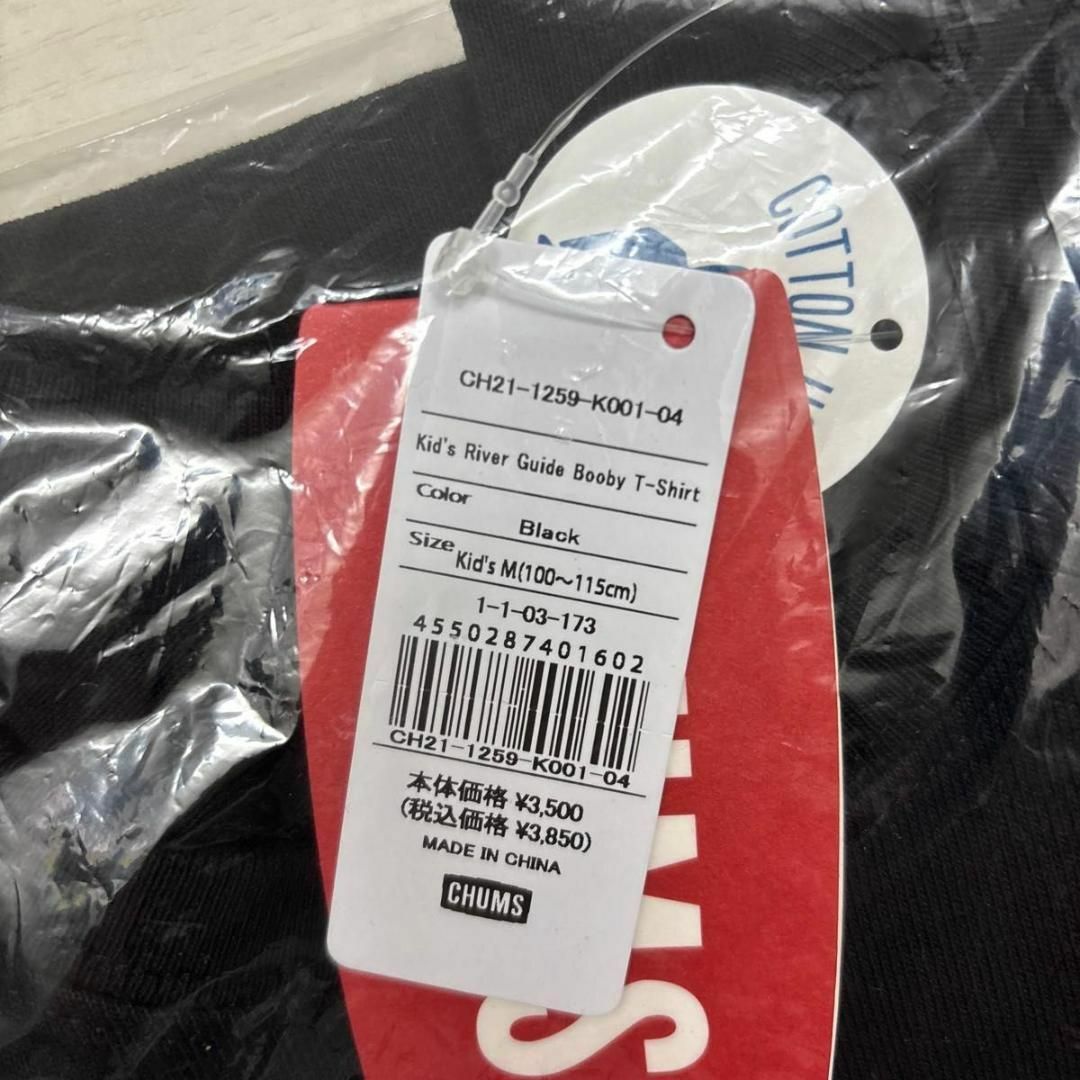 COTTON
CH21-1259-K001-04
Kid's River Guide Booby T-Shirt
Color
Black
Size Kid's M(100～115cm)
1-1-03-173
4550287401602
CH21-1259-K001-04
本体価格 ¥3,500
(税込価格 ¥3,850)
MADE IN CHINA
CHUMS